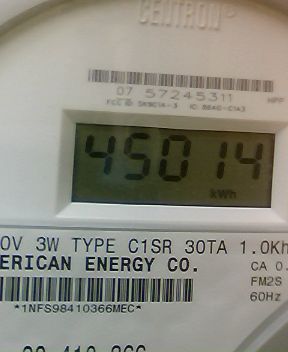 CENTRON®
07 57245311
45014
kWh
0V 3W TYPE C1SR 30TA 1.0Kh
ERICAN ENERGY CO.
CA 0.
FM2S
60Hz
*1NFS98410366MEC*